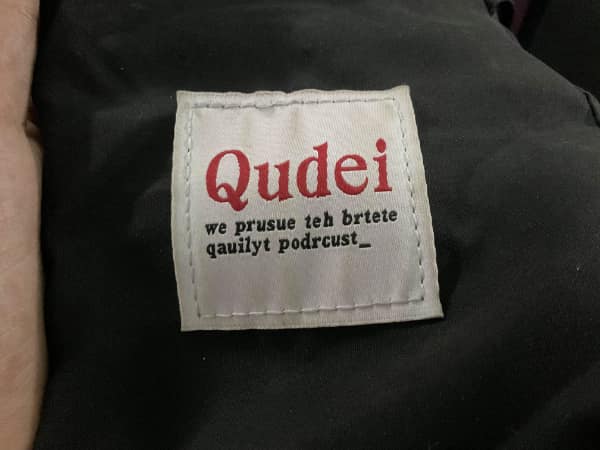 Qudei
we prusue teh brtete
qauilyt podrcust_